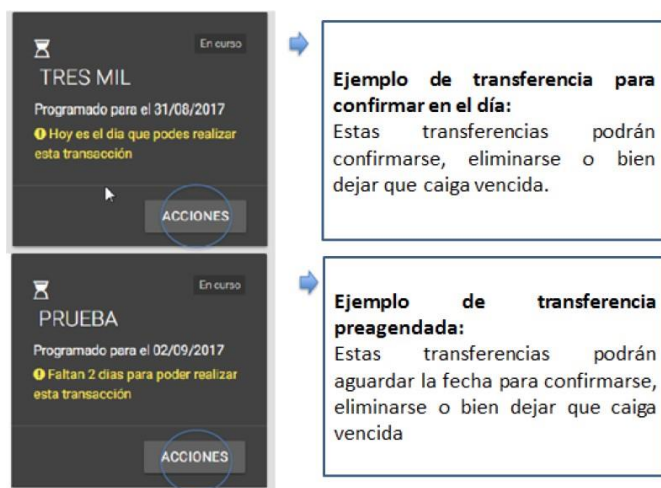 En curso
TRES MIL
Programado para el 31/08/2017
Hoy es el dia que podes realizar
esta transacción
ACCIONES
Ejemplo de transferencia para
confirmar en el día:
Estas transferencias podrán
confirmarse, eliminarse o bien
dejar que caiga vencida.
En curso
PRUEBA
Programado para el 02/09/2017
Faltan 2 dias para poder realizar
esta transacción
ACCIONES
Ejemplo de transferencia
preagendada:
Estas transferencias podrán
aguardar la fecha para confirmarse,
eliminarse o bien dejar que caiga
vencida